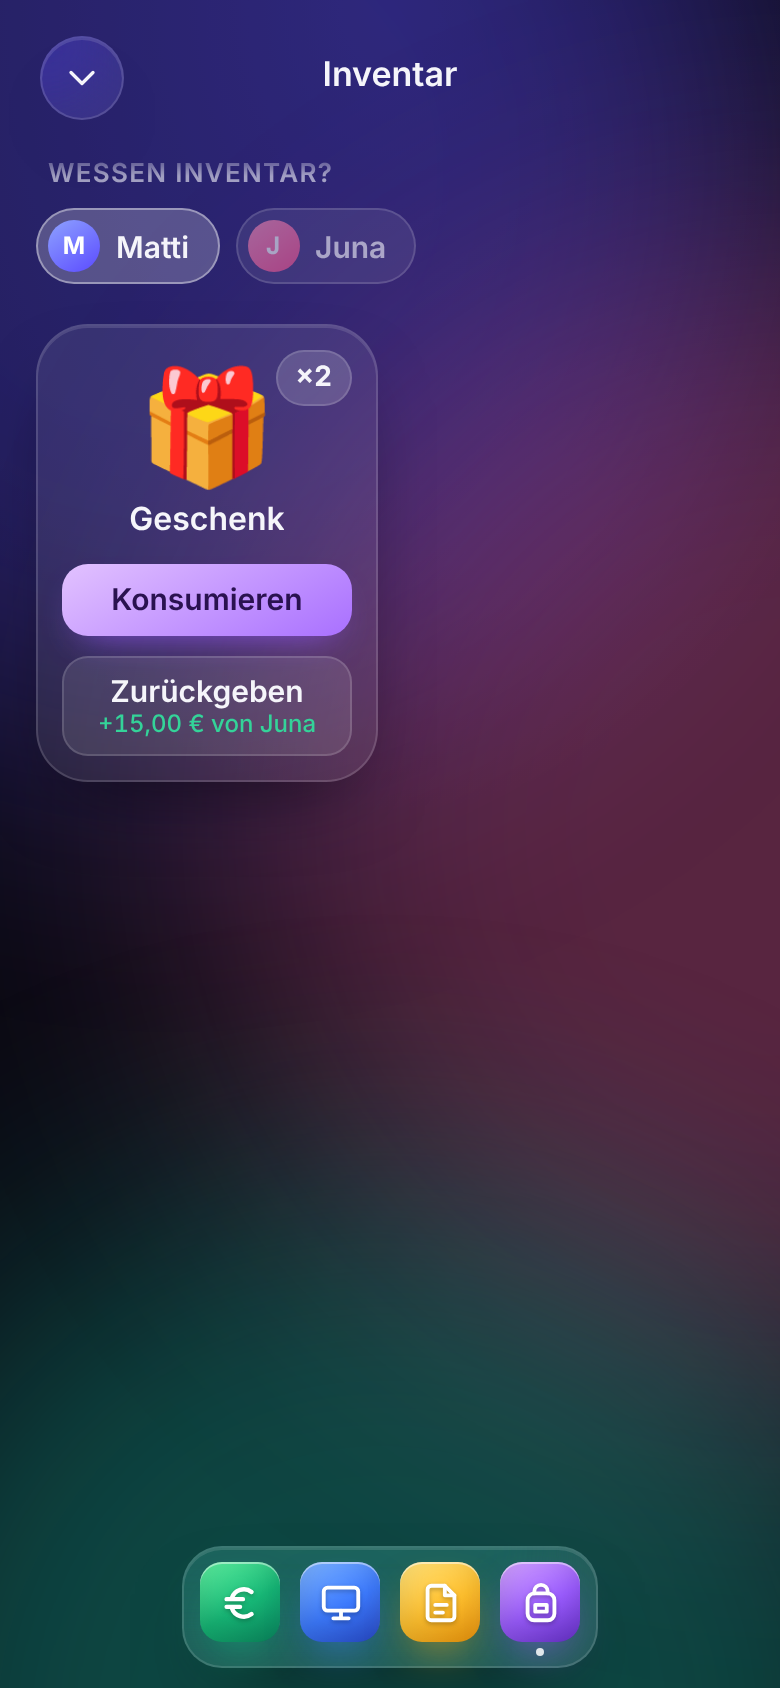 Inventar
WESSEN INVENTAR?
M Matti J Juna
×2
Geschenk
Konsumieren
Zurückgeben
+15,00 € von Juna
€